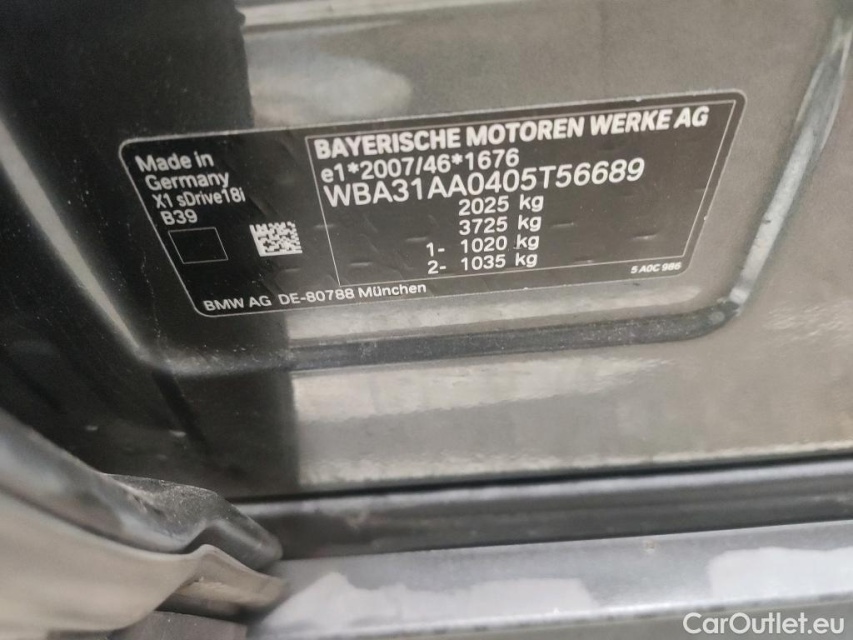 Made in
Germany
X1 sDrive18i
B39
BAYERISCHE MOTOREN WERKE AG
e1*2007/46*1676
WBA31AA0405T56689
2025 kg
3725 kg
1- 1020 kg
2- 1035 kg
5 A0C 986
BMW AG DE-80788 München
CarOutlet.eu